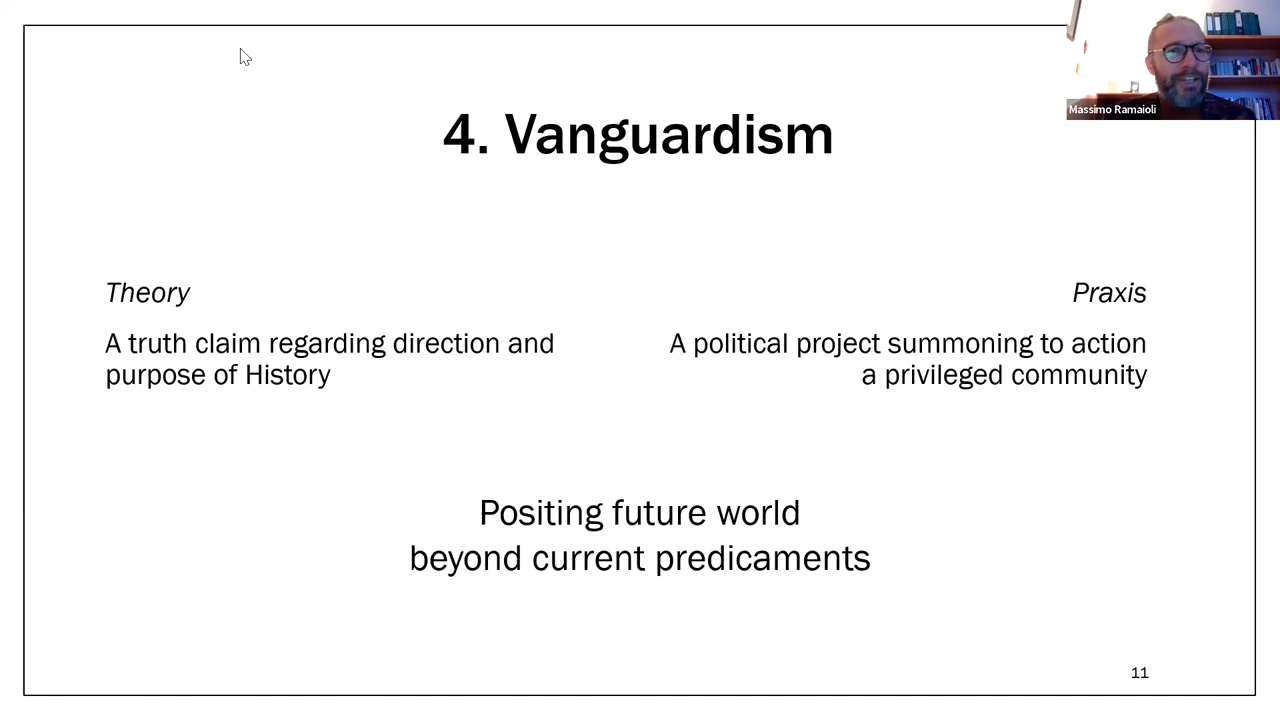 Massimo Ramaioli
4. Vanguardism
Theory
A truth claim regarding direction and
purpose of History
Praxis
A political project summoning to action
a privileged community
Positing future world
beyond current predicaments
11